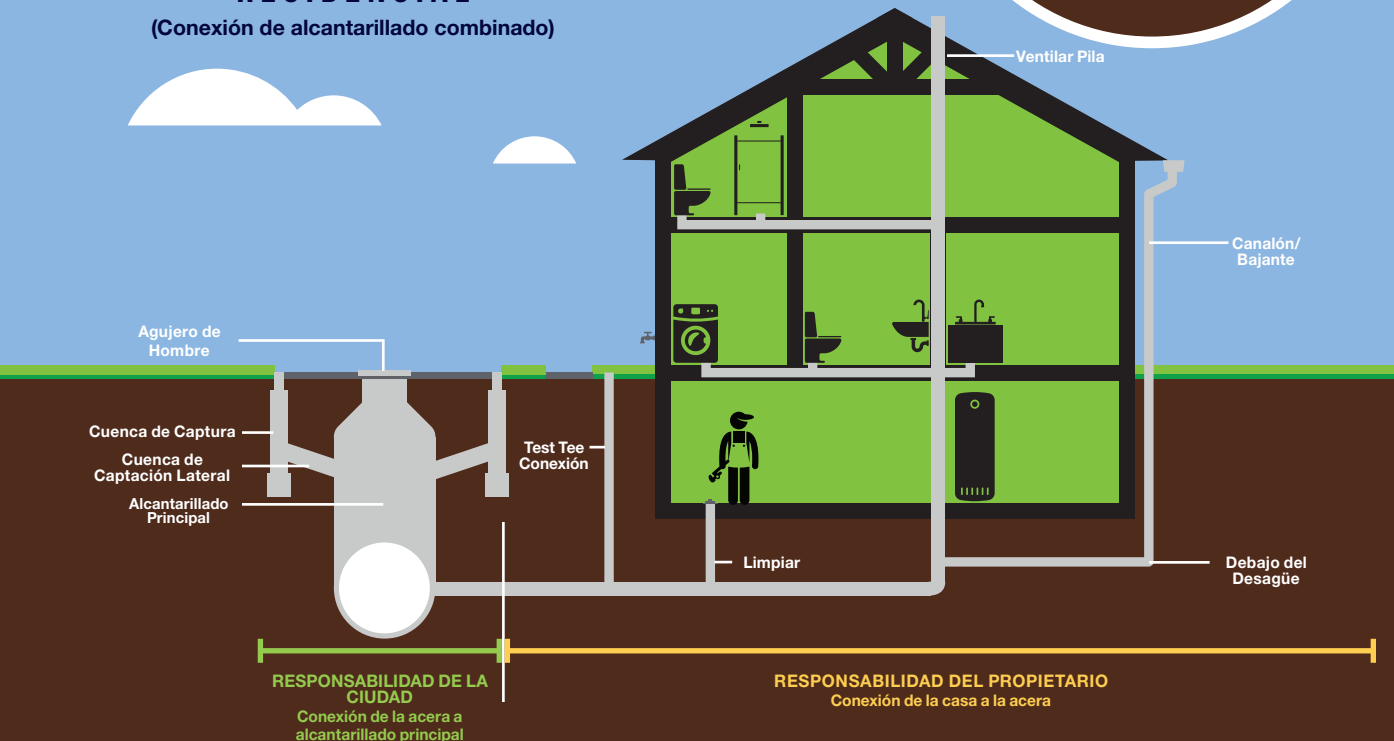 (Conexión de alcantarillado combinado)
Ventilar Pila
Canalón/
Bajante
Agujero de
Hombre
Cuenca de Captura
Cuenca de
Captación Lateral
Alcantarillado
Principal
Test Tee
Conexión
Limpiar
Debajo del
Desagüe
RESPONSABILIDAD DE LA
CIUDAD
Conexión de la acera a
alcantarillado principal
RESPONSABILIDAD DEL PROPIETARIO
Conexión de la casa a la acera